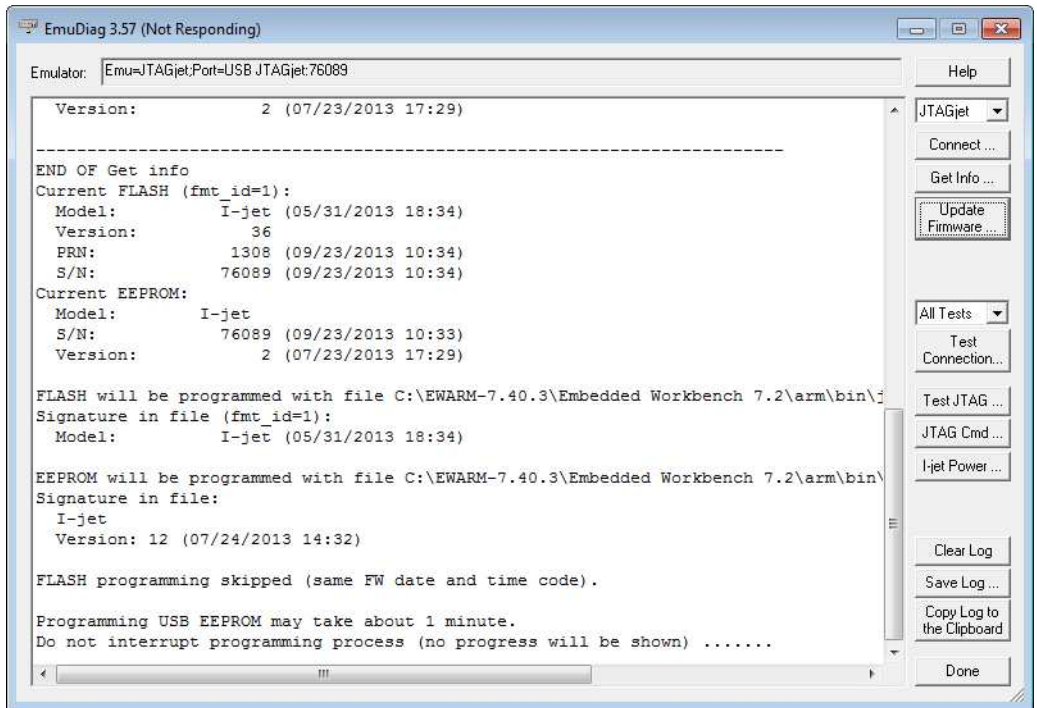 EmuDiag 3.57 (Not Responding)
Emulator: Emu=JTAGjet;Port=USB JTAGjet:76089
Help
Version: 2 (07/23/2013 17:29)
JTAGjet
Connect ...
-------------------------------------------------------------------------
END OF Get info
Get Info ...
Current FLASH (fmt_id=1):
Model: I-jet (05/31/2013 18:34)
Update
Firmware ...
Version: 36
PRN: 1308 (09/23/2013 10:34)
S/N: 76089 (09/23/2013 10:34)
Current EEPROM:
Model: I-jet
All Tests
S/N: 76089 (09/23/2013 10:33)
Version: 2 (07/23/2013 17:29)
Test
Connection...
FLASH will be programmed with file C:\EWARM-7.40.3\Embedded Workbench 7.2\arm\bin\j
Test JTAG ...
Signature in file (fmt_id=1):
Model: I-jet (05/31/2013 18:34)
JTAG Cmd ...
I-jet Power ...
EEPROM will be programmed with file C:\EWARM-7.40.3\Embedded Workbench 7.2\arm\bin\
Signature in file:
I-jet
Version: 12 (07/24/2013 14:32)
Clear Log
FLASH programming skipped (same FW date and time code).
Save Log ...
Programming USB EEPROM may take about 1 minute.
Copy Log to
the Clipboard
Do not interrupt programming process (no progress will be shown) .......
Done